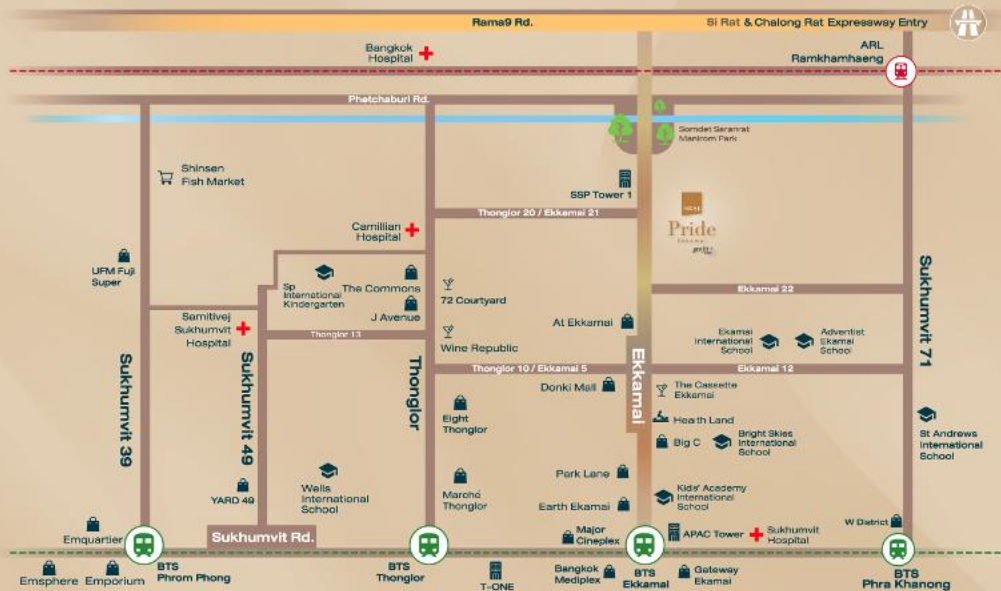 Rama9 Rd.
Si Rat & Chalong Rat Expressway Entry
Bangkok
Hospital
ARL
Ramkhamhaeng
Phetchaburi Rd.
Somdet Saranrat
Manirom Park
Shinsen
Fish Market
SSP Tower 1
Thonglor 20 / Ekkamai 21
Pride
Camillian
Hospital
UFM Fuji
Super
Sp
International
Kindergarten
The Commons
72 Courtyard
Ekkamai 22
Sukhumvit 71
J Avenue
Samitivej
Sukhumvit
Hospital
Thonglor 13
At Ekkamai
Wine Republic
Ekamai
International
School
Adventist
Ekamai
School
Sukhumvit 39
Sukhumvit 49
Thonglor
Ekkamai
Thonglor 10 / Ekkamai 5
Ekkamai 12
Donki Mall
The Cassette
Ekkamai
Eight
Thonglor
Health Land
Big C
Bright Skies
International
School
St Andrews
International
School
Park Lane
Wells
International
School
YARD 49
Marché
Thonglor
Kids' Academy
International
School
Earth Ekamai
W District
Emquartier
Sukhumvit Rd.
Major
Cineplex
APAC Tower
Sukhumvit
Hospital
Emsphere
Emporium
BTS
Phrom Phong
BTS
Thonglor
T-ONE
Bangkok
Mediplex
BTS
Ekkamai
Gateway
Ekamai
BTS
Phra Khanong